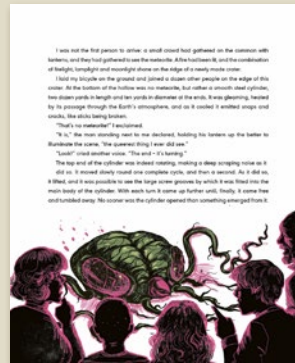 I was not the first person to arrive: a small crowd had gathered on the common with
lanterns, and they had gathered to see the meteorite. A fire had been lit, and the combination
of firelight, lamplight and moonlight shone on the ridge of a newly made crater.
I laid my bicycle on the ground and joined a dozen other people on the edge of this
crater. At the bottom of the hollow was no meteorite, but rather a smooth steel cylinder,
two dozen yards in length and ten yards in diameter at the ends. It was gleaming, heated
by its passage through the Earth's atmosphere, and as it cooled it emitted snaps and
cracks, like sticks being broken.
"That's no meteorite!" I exclaimed.
"It is," the man standing next to me declared, holding his lantern up the better to
illuminate the scene, "the queerest thing I ever did see."
"Look!" cried another voice. "The end – it's turning."
The top end of the cylinder was indeed rotating, making a deep scraping noise as it
did so. It moved slowly round one complete cycle, and then a second. As it did so,
it lifted, and it was possible to see the large screw grooves by which it was fitted into the
main body of the cylinder. With each turn it came up further until, finally, it came free
and tumbled away. No sooner was the cylinder opened than something emerged from it.